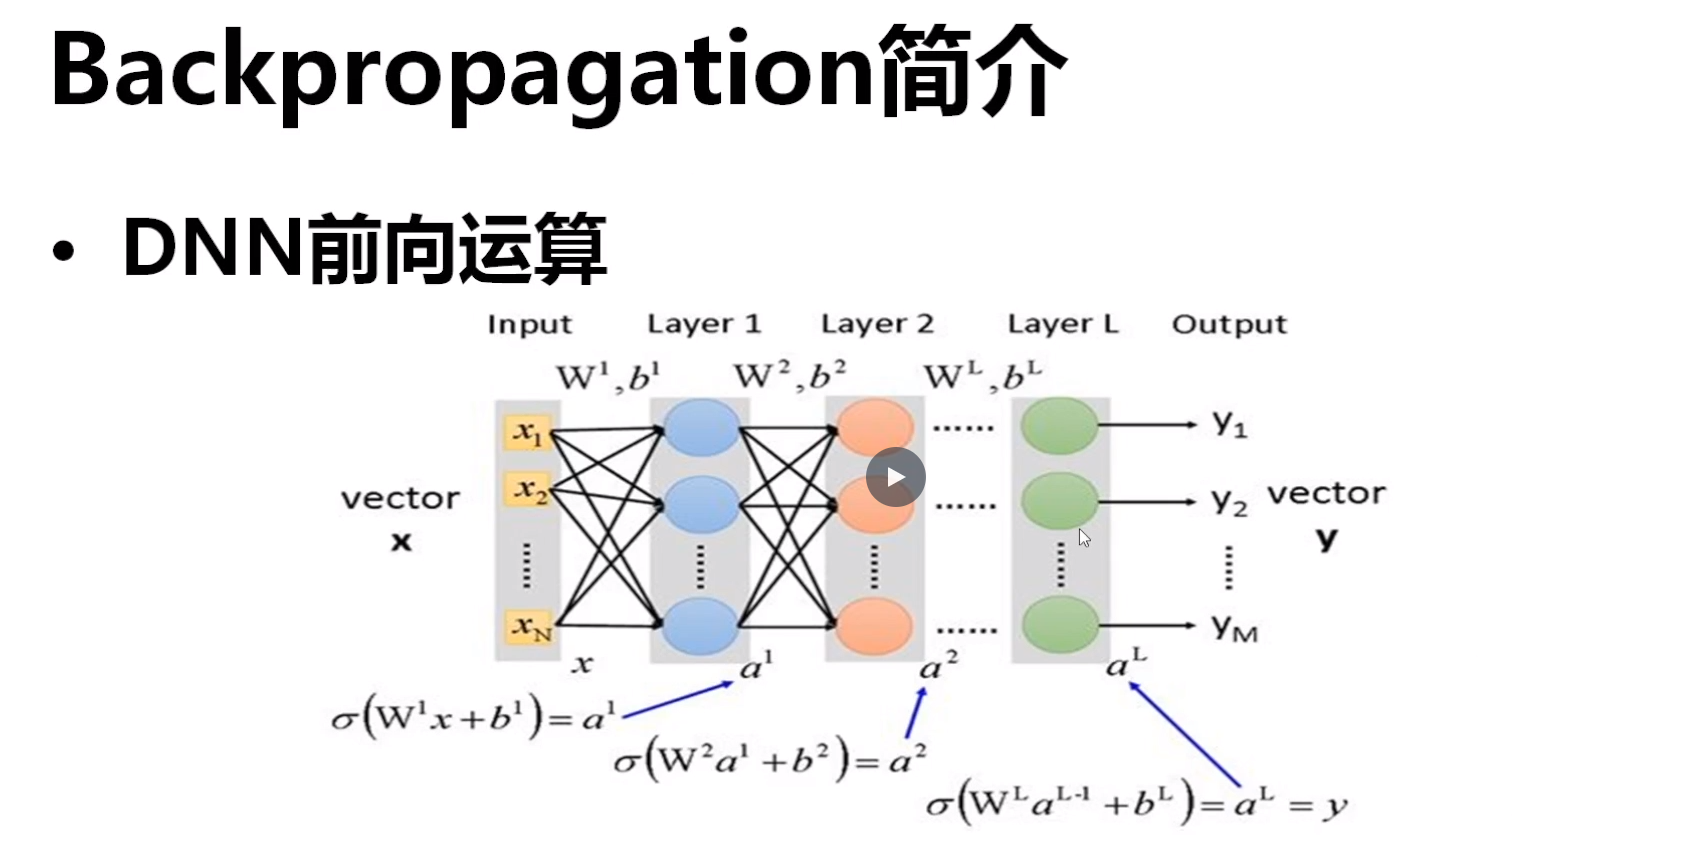 Backpropagation简介
• DNN前向运算
Input Layer 1 Layer 2 Layer L Output
W¹,b¹ W²,b² Wᴸ,bᴸ
x₁ ...... y₁
x₂ ...... y₂
vector x
vector y
x_N ...... y_M
x a¹ a² aᴸ
σ(W¹x+b¹)=a¹
σ(W²a¹+b²)=a²
σ(Wᴸaᴸ⁻¹+bᴸ)=aᴸ=y